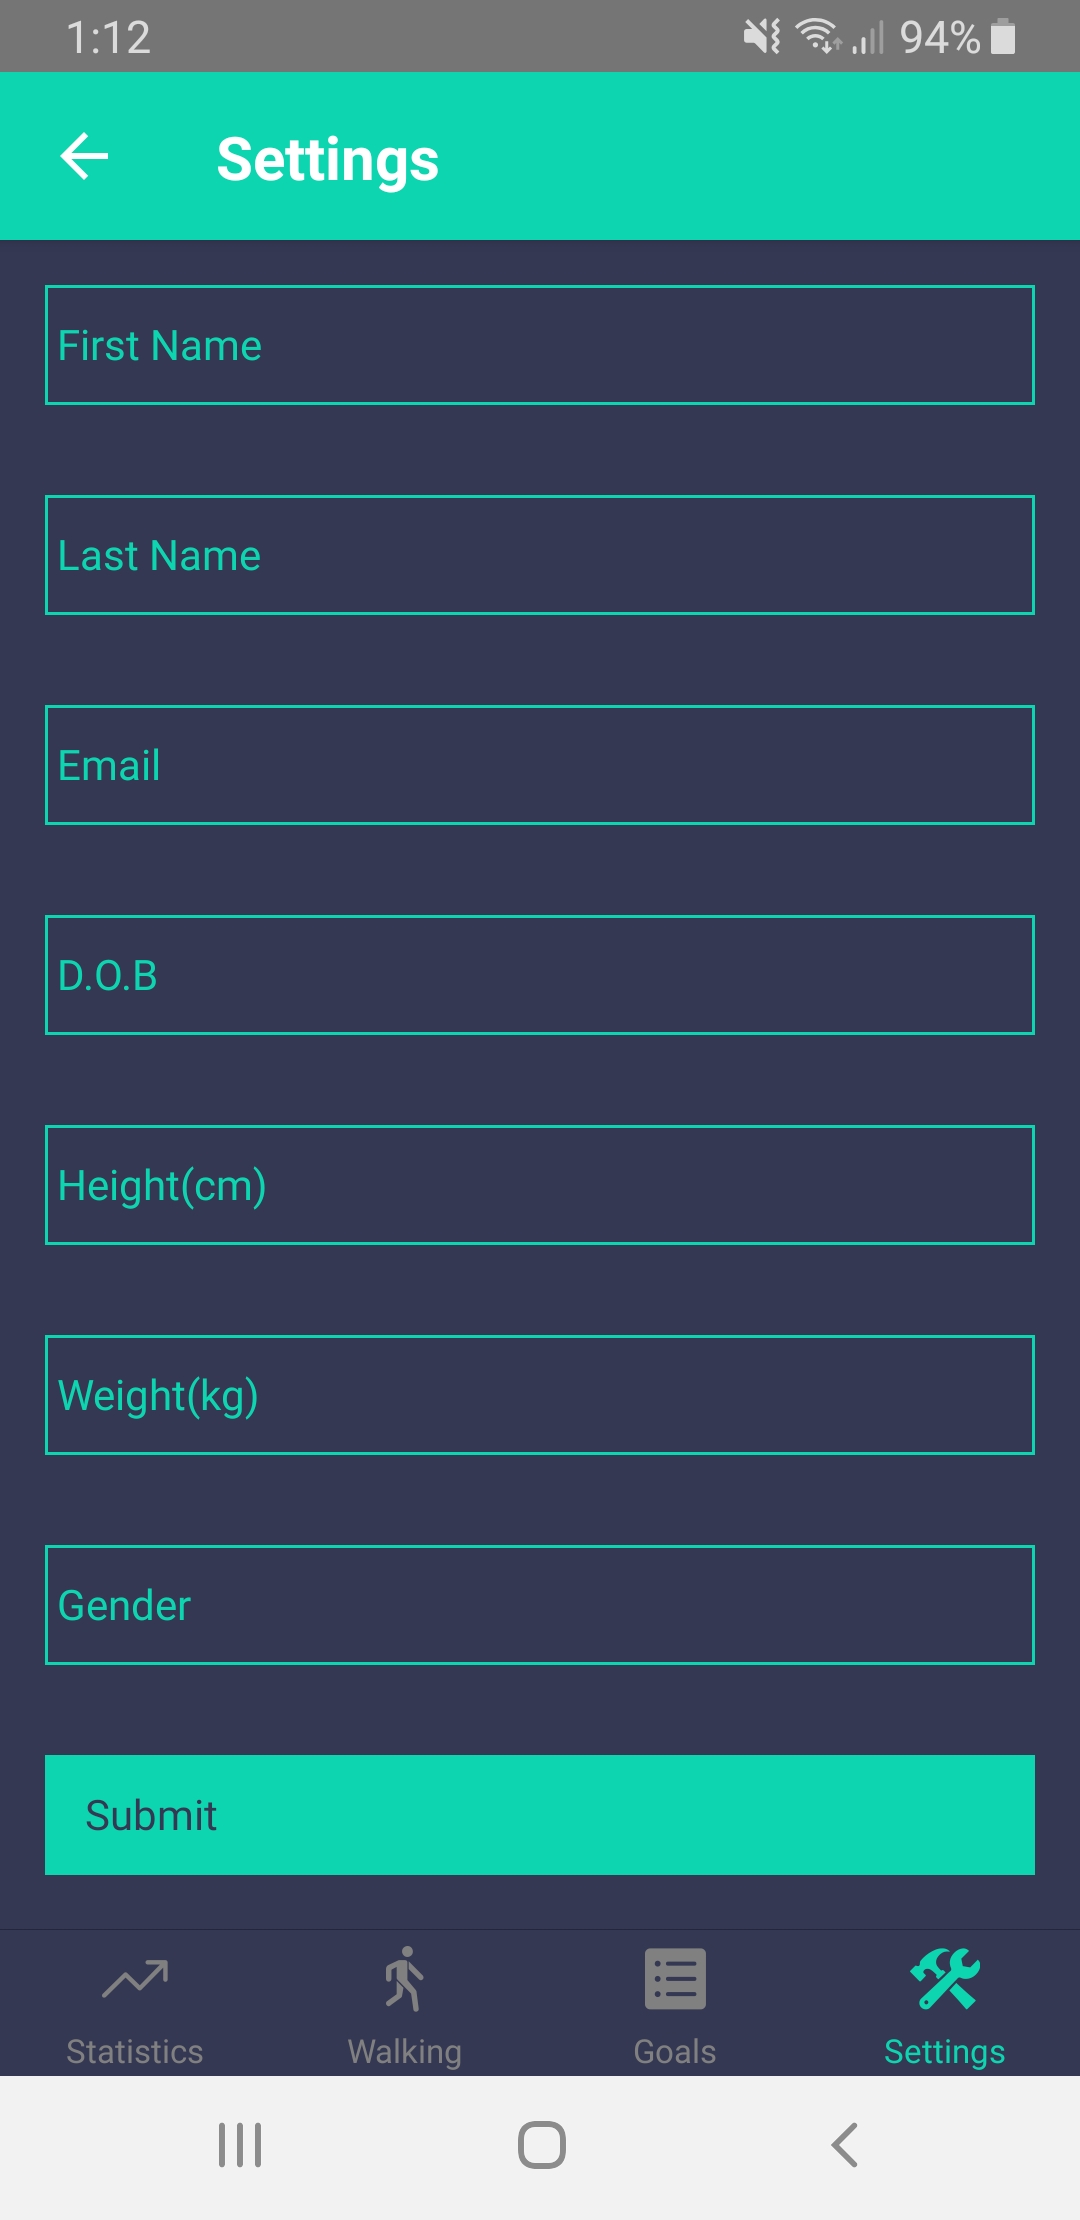 1:12 94%
Settings
First Name
Last Name
Email
D.O.B
Height(cm)
Weight(kg)
Gender
Submit
Statistics Walking Goals Settings